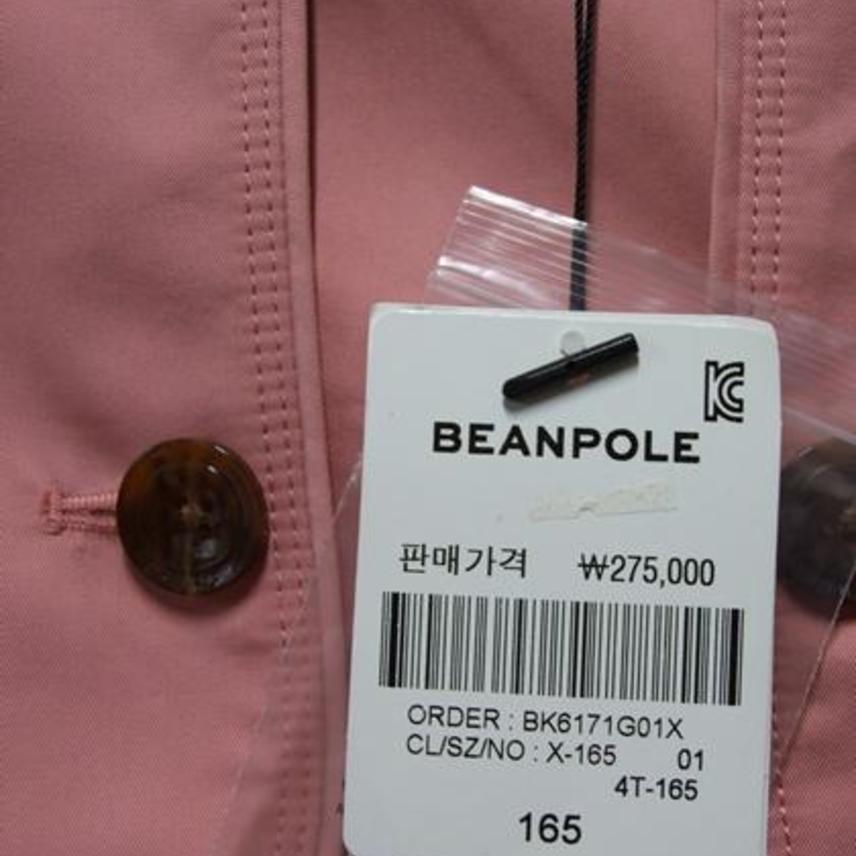 BEANPOLE
판매가격 ₩275,000
ORDER : BK6171G01X
CL/SZ/NO : X-165 01
4T-165
165